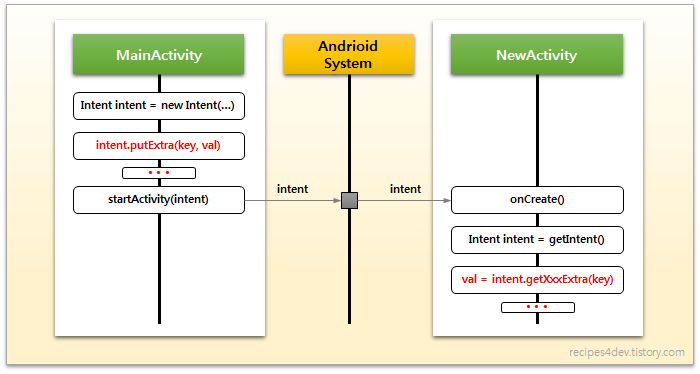 MainActivity
Andrioid
System
NewActivity
Intent intent = new Intent(...)
intent.putExtra(key, val)
• • •
startActivity(intent)
intent
intent
onCreate()
Intent intent = getIntent()
val = intent.getXxxExtra(key)
• • •
recipes4dev.tistory.com